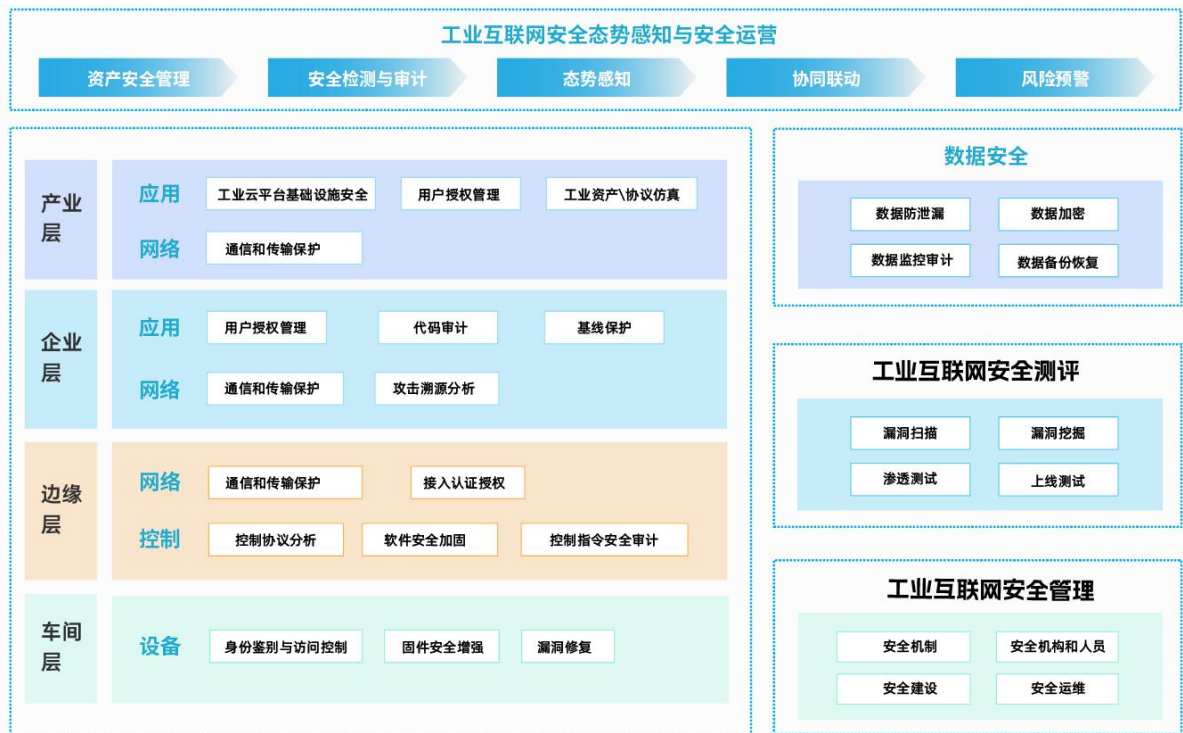 工业互联网安全态势感知与安全运营
资产安全管理
安全检测与审计
态势感知
协同联动
风险预警
产业层
应用
工业云平台基础设施安全
用户授权管理
工业资产\协议仿真
网络
通信和传输保护
企业层
应用
用户授权管理
代码审计
基线保护
网络
通信和传输保护
攻击溯源分析
边缘层
网络
通信和传输保护
接入认证授权
控制
控制协议分析
软件安全加固
控制指令安全审计
车间层
设备
身份鉴别与访问控制
固件安全增强
漏洞修复
数据安全
数据防泄漏
数据加密
数据监控审计
数据备份恢复
工业互联网安全测评
漏洞扫描
漏洞挖掘
渗透测试
上线测试
工业互联网安全管理
安全机制
安全机构和人员
安全建设
安全运维